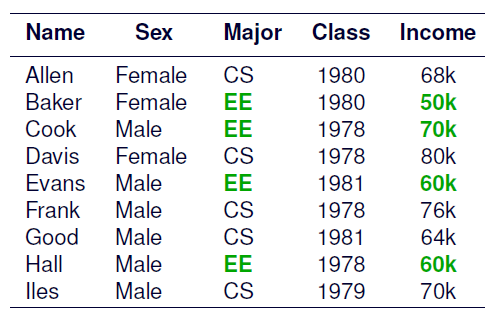 Name Sex Major Class Income
Allen Female CS 1980 68k
Baker Female EE 1980 50k
Cook Male EE 1978 70k
Davis Female CS 1978 80k
Evans Male EE 1981 60k
Frank Male CS 1978 76k
Good Male CS 1981 64k
Hall Male EE 1978 60k
Iles Male CS 1979 70k